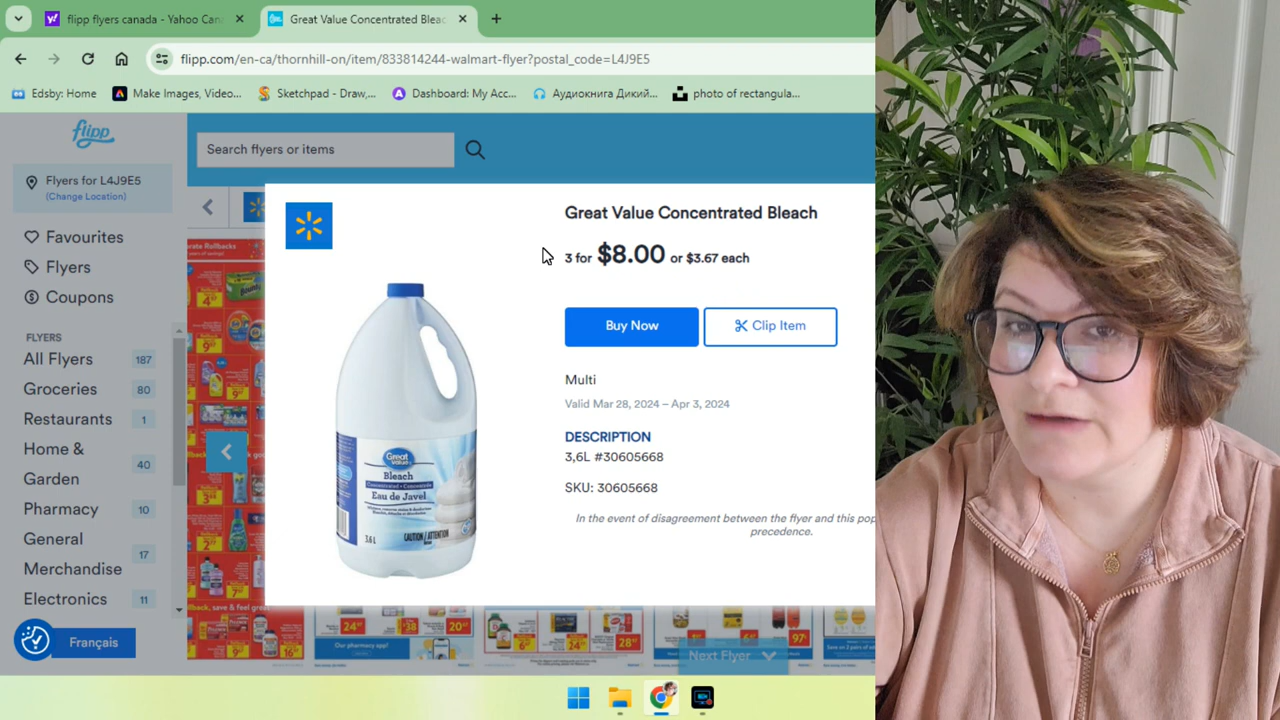 flipp flyers canada - Yahoo Can
Great Value Concentrated Bleac
flipp.com/en-ca/thornhill-on/item/833814244-walmart-flyer?postal_code=L4J9E5
Edsby: Home
Make Images, Video...
Sketchpad - Draw,...
Dashboard: My Acc...
Аудиокнига Дикий...
photo of rectangula...
flipp
Search flyers or items
Flyers for L4J9E5
(Change Location)
Favourites
Flyers
Coupons
FLYERS
All Flyers 187
Groceries 80
Restaurants 1
Home &
Garden 40
Pharmacy 10
General
Merchandise 17
Electronics 11
Français
Great Value Concentrated Bleach
3 for $8.00 or $3.67 each
Buy Now
Clip Item
Multi
Valid Mar 28, 2024 – Apr 3, 2024
DESCRIPTION
3,6L #30605668
SKU: 30605668
In the event of disagreement between the flyer and this pop
precedence.
Great
Value
Bleach
Eau de Javel
3.6 L
CAUTION/ATTENTION
Our pharmacy app!
Next Flyer